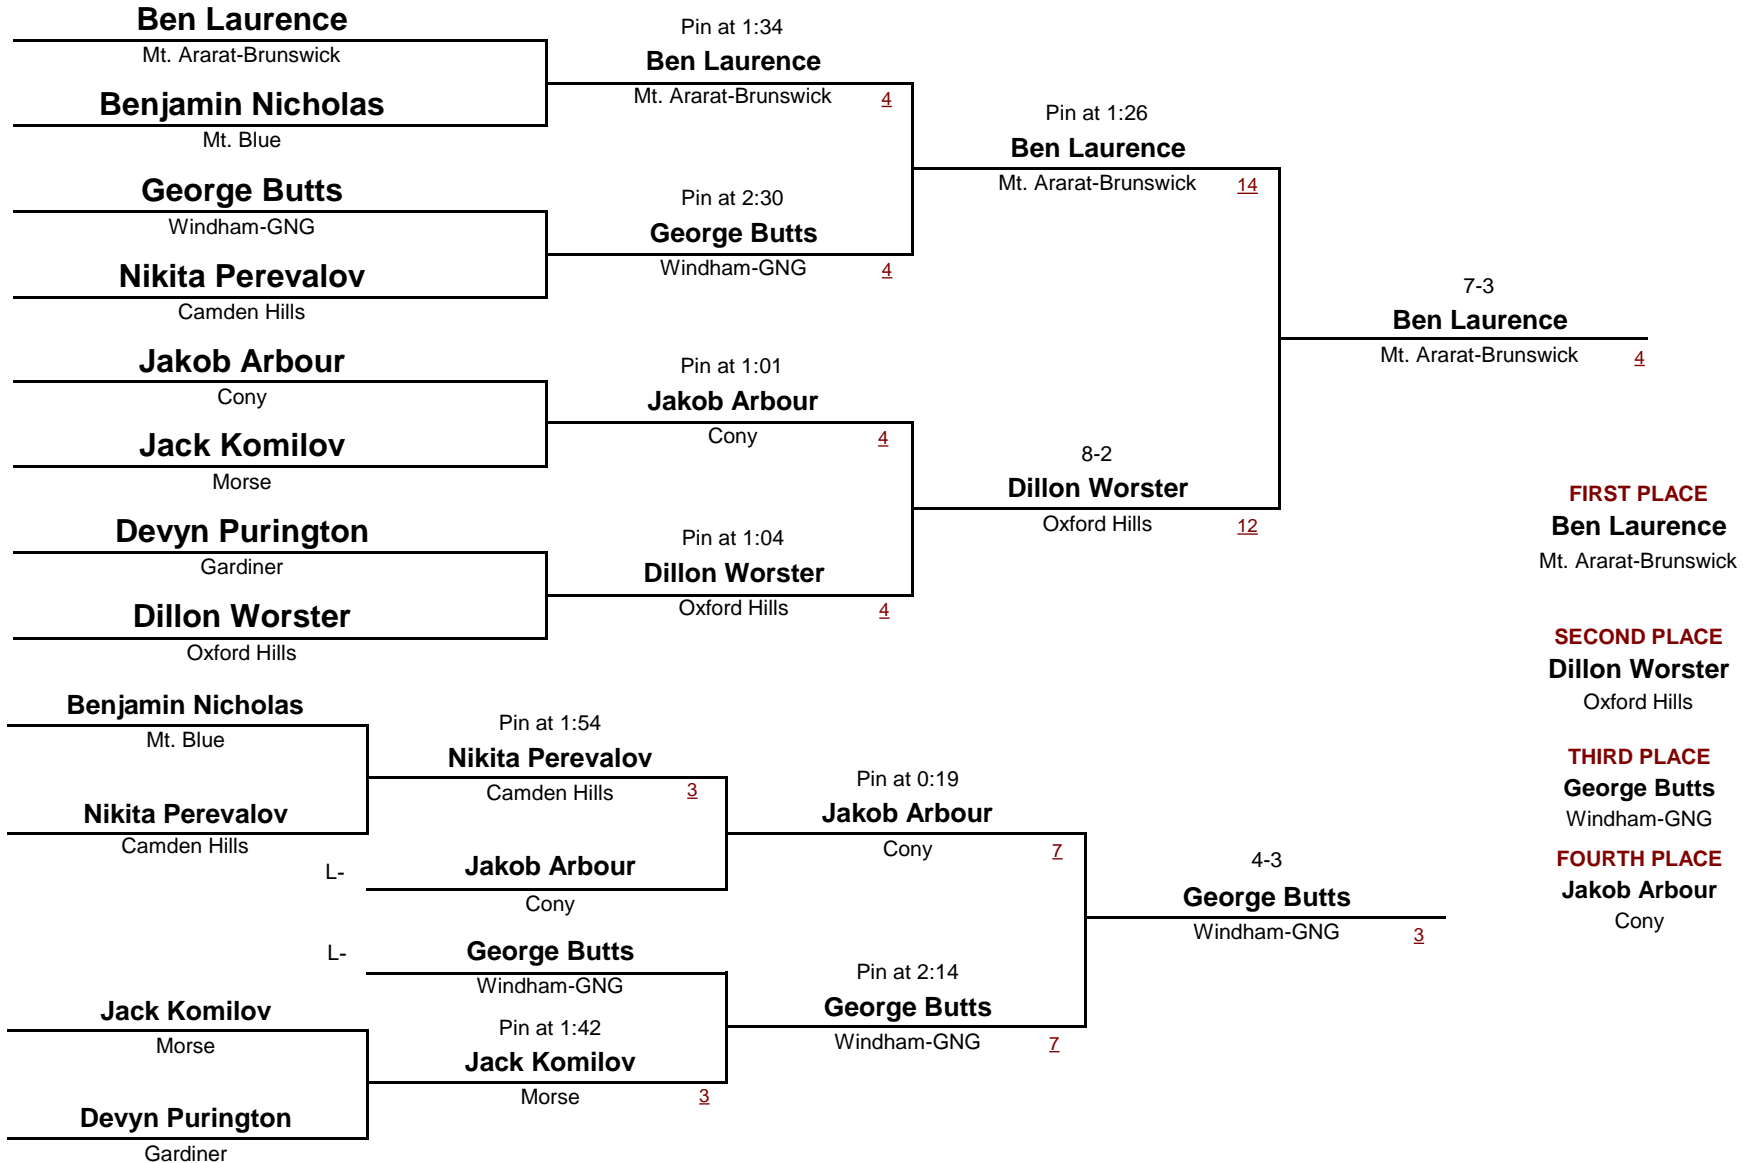 Ben Laurence
Mt. Ararat-Brunswick
Benjamin Nicholas
Mt. Blue
George Butts
Windham-GNG
Nikita Perevalov
Camden Hills
Jakob Arbour
Cony
Jack Komilov
Morse
Devyn Purington
Gardiner
Dillon Worster
Oxford Hills
Pin at 1:34
Ben Laurence
Mt. Ararat-Brunswick 4
Pin at 2:30
George Butts
Windham-GNG 4
Pin at 1:01
Jakob Arbour
Cony 4
Pin at 1:04
Dillon Worster
Oxford Hills 4
Pin at 1:26
Ben Laurence
Mt. Ararat-Brunswick 14
8-2
Dillon Worster
Oxford Hills 12
7-3
Ben Laurence
Mt. Ararat-Brunswick 4
FIRST PLACE
Ben Laurence
Mt. Ararat-Brunswick
SECOND PLACE
Dillon Worster
Oxford Hills
THIRD PLACE
George Butts
Windham-GNG
FOURTH PLACE
Jakob Arbour
Cony
Benjamin Nicholas
Mt. Blue
Nikita Perevalov
Camden Hills
Jack Komilov
Morse
Devyn Purington
Gardiner
Pin at 1:54
Nikita Perevalov
Camden Hills 3
L- Jakob Arbour
Cony
L- George Butts
Windham-GNG
Pin at 1:42
Jack Komilov
Morse 3
Pin at 0:19
Jakob Arbour
Cony 7
Pin at 2:14
George Butts
Windham-GNG 7
4-3
George Butts
Windham-GNG 3